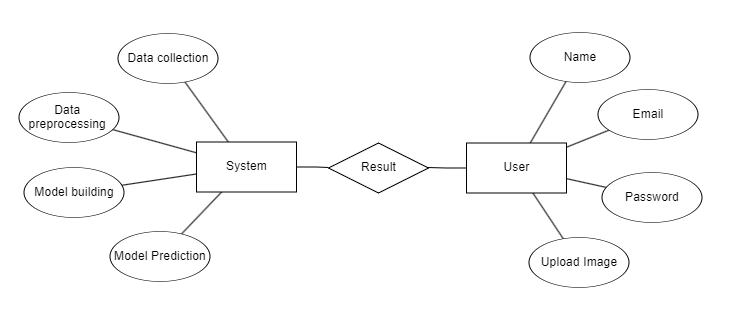 Data collection
Data
preprocessing
Model building
Model Prediction
System
Result
User
Name
Email
Password
Upload Image